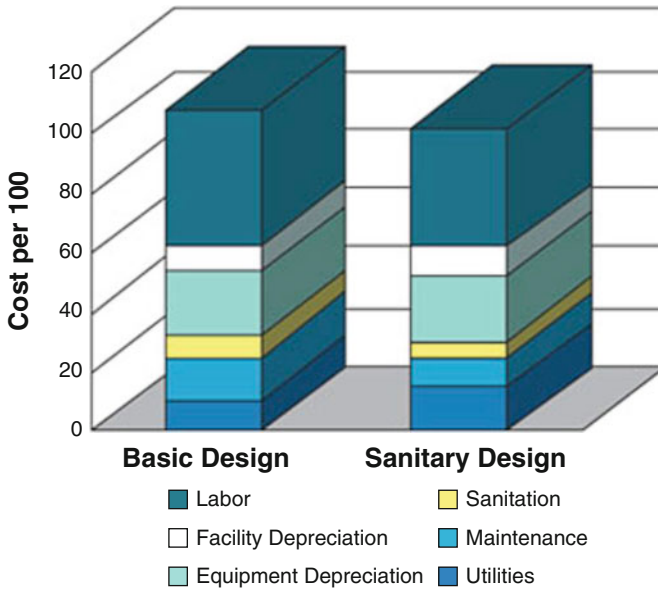 120
100
80
60
40
20
0
Cost per 100
Basic Design
Sanitary Design
Labor
Sanitation
Facility Depreciation
Maintenance
Equipment Depreciation
Utilities